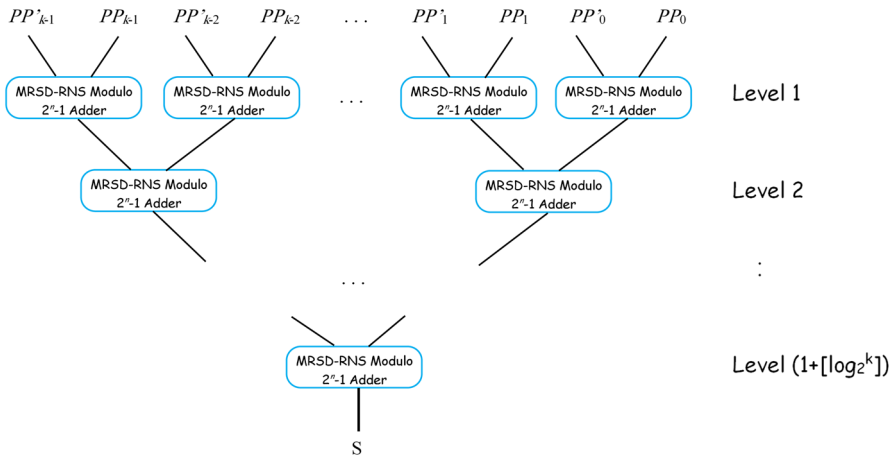 PP'k-1 PPk-1 PP'k-2 PPk-2 ... PP'1 PP1 PP'0 PP0
MRSD-RNS Modulo
2ⁿ-1 Adder
MRSD-RNS Modulo
2ⁿ-1 Adder
...
MRSD-RNS Modulo
2ⁿ-1 Adder
MRSD-RNS Modulo
2ⁿ-1 Adder
Level 1
MRSD-RNS Modulo
2ⁿ-1 Adder
MRSD-RNS Modulo
2ⁿ-1 Adder
Level 2
...
⋮
MRSD-RNS Modulo
2ⁿ-1 Adder
Level (1+[log₂ᵏ])
S